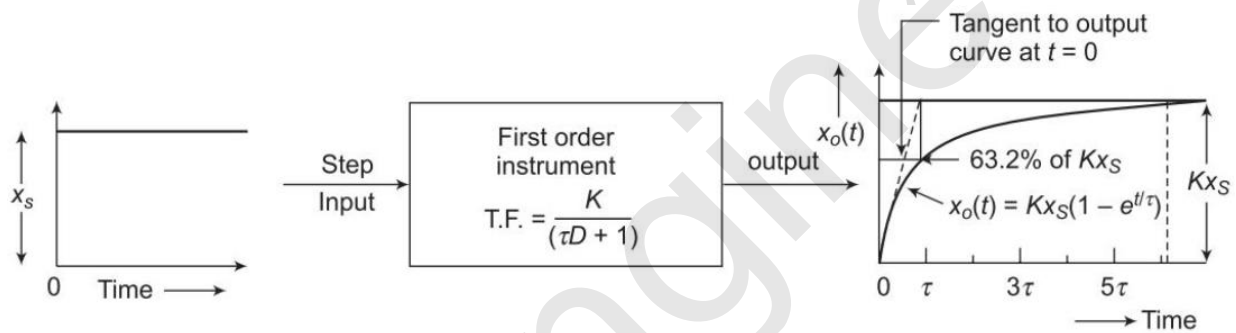 x_s
0 Time
Step
Input
First order
instrument
T.F. = K / (τD + 1)
output
Tangent to output
curve at t = 0
x_o(t)
63.2% of Kx_S
x_o(t) = Kx_S(1 – e^{t/τ})
Kx_S
0 τ 3τ 5τ
Time